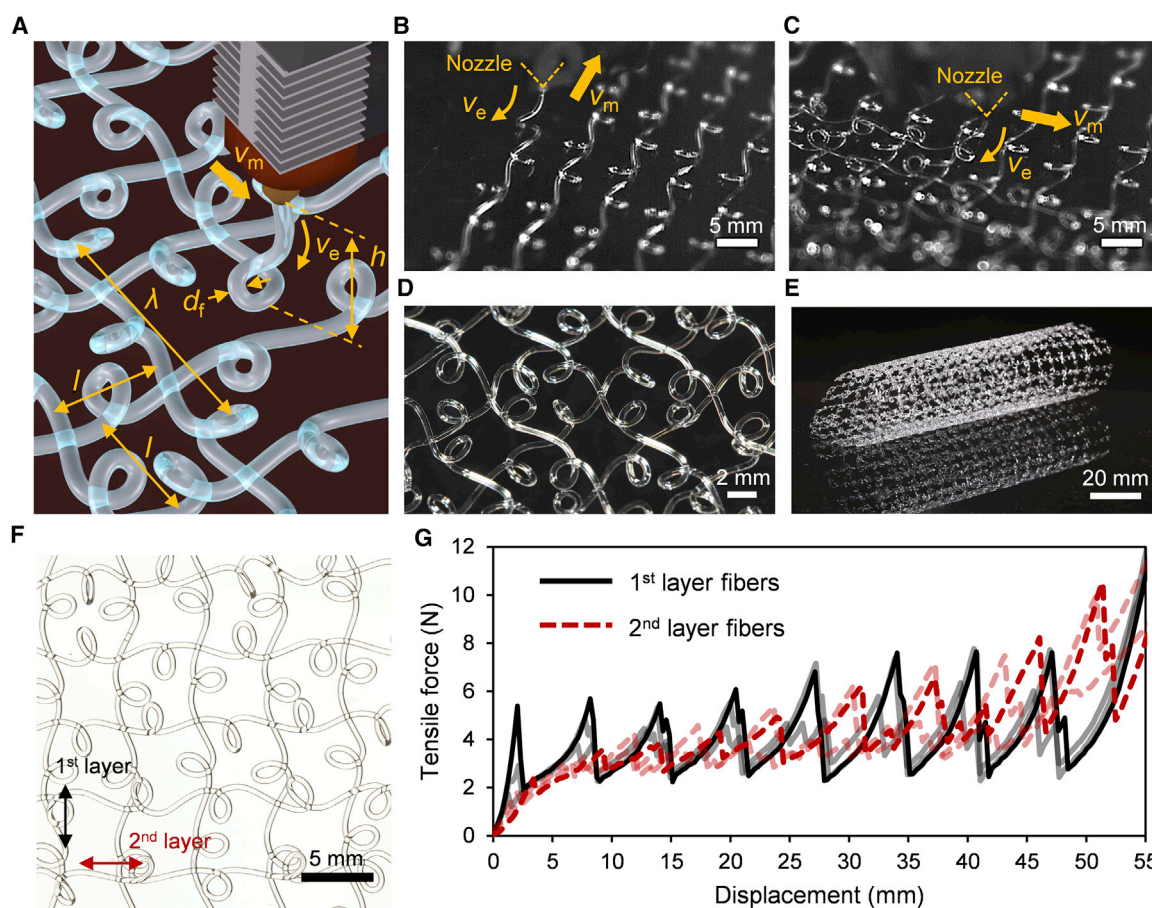 A
v_m
v_e
h
d_f
λ
l
l
B
Nozzle
v_e
v_m
5 mm
C
Nozzle
v_m
v_e
5 mm
D
2 mm
E
20 mm
F
1st layer
2nd layer
5 mm
G
12
10
8
6
4
2
0
Tensile force (N)
1st layer fibers
2nd layer fibers
0 5 10 15 20 25 30 35 40 45 50 55
Displacement (mm)